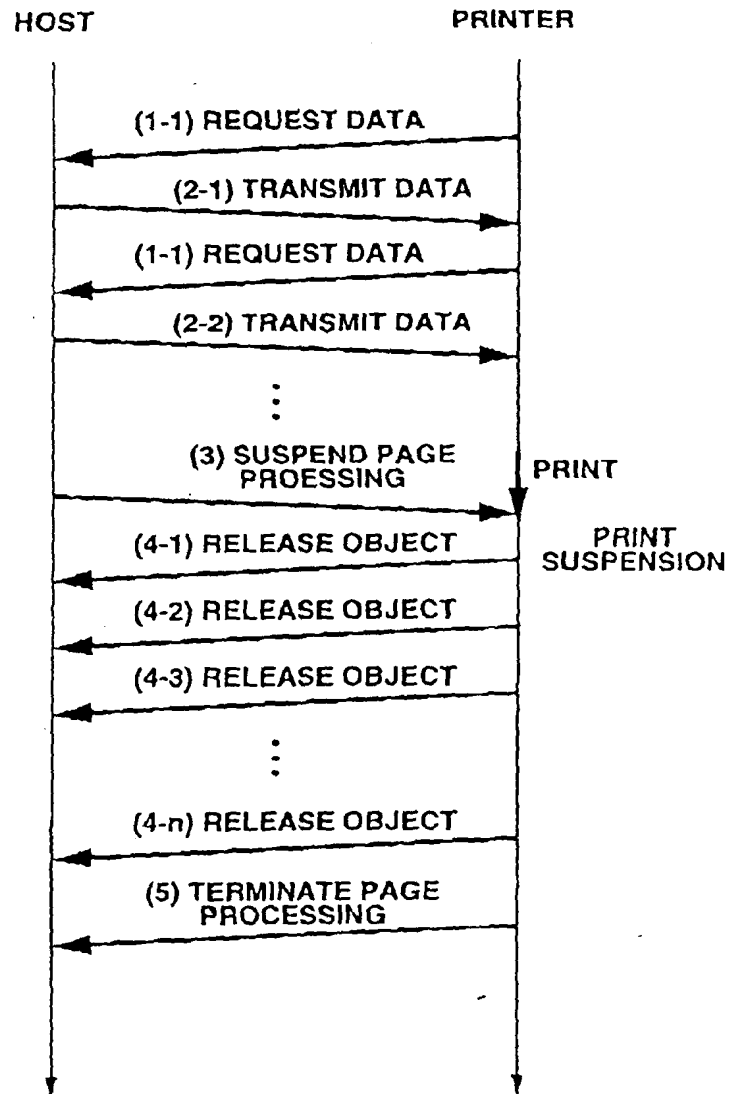 HOST
PRINTER
(1-1) REQUEST DATA
(2-1) TRANSMIT DATA
(1-1) REQUEST DATA
(2-2) TRANSMIT DATA
(3) SUSPEND PAGE
PROESSING
PRINT
PRINT
SUSPENSION
(4-1) RELEASE OBJECT
(4-2) RELEASE OBJECT
(4-3) RELEASE OBJECT
(4-n) RELEASE OBJECT
(5) TERMINATE PAGE
PROCESSING